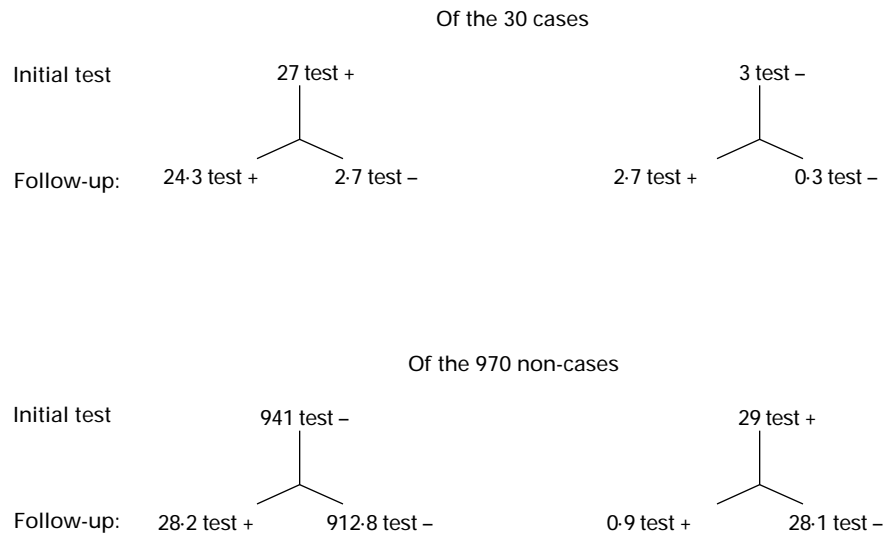 Of the 30 cases
Initial test 27 test + 3 test –
Follow-up: 24·3 test + 2·7 test – 2·7 test + 0·3 test –
Of the 970 non-cases
Initial test 941 test – 29 test +
Follow-up: 28·2 test + 912·8 test – 0·9 test + 28·1 test –